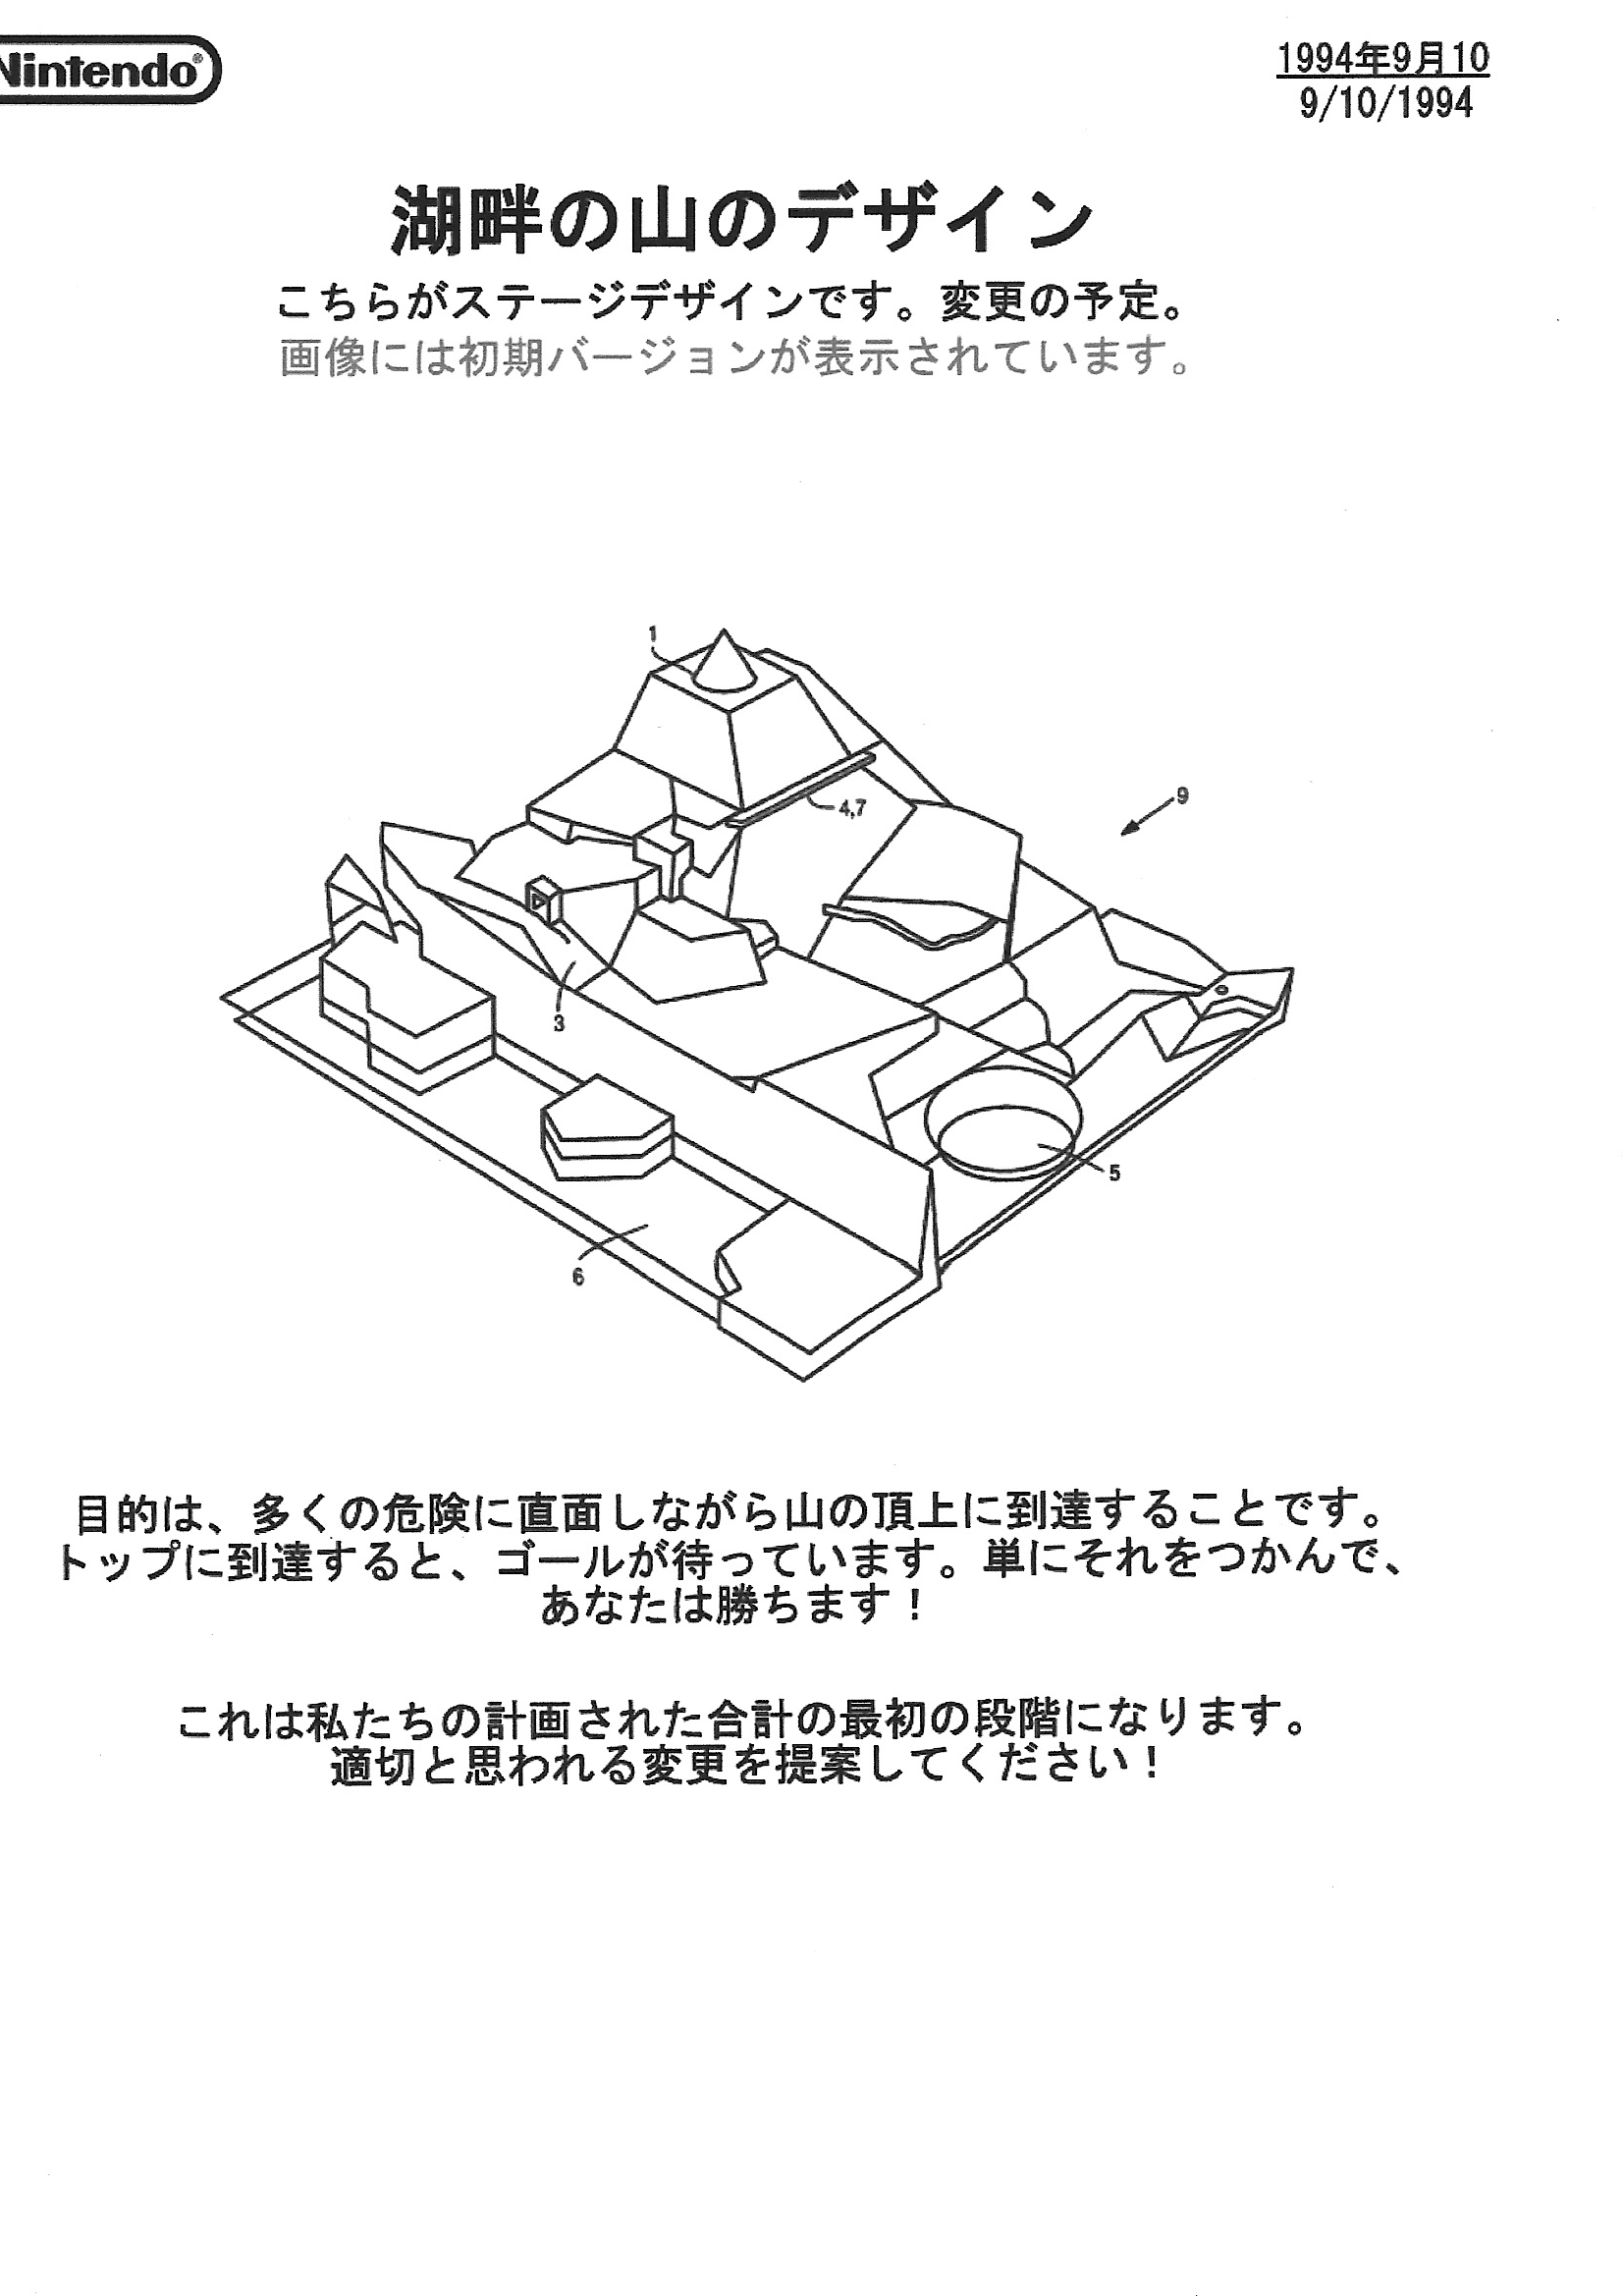 Nintendo®
1994年9月10
9/10/1994
湖畔の山のデザイン
こちらがステージデザインです。変更の予定。
画像には初期バージョンが表示されています。
1
4,7
9
3
5
6
目的は、多くの危険に直面しながら山の頂上に到達することです。
トップに到達すると、ゴールが待っています。単にそれをつかんで、
あなたは勝ちます！
これは私たちの計画された合計の最初の段階になります。
適切と思われる変更を提案してください！